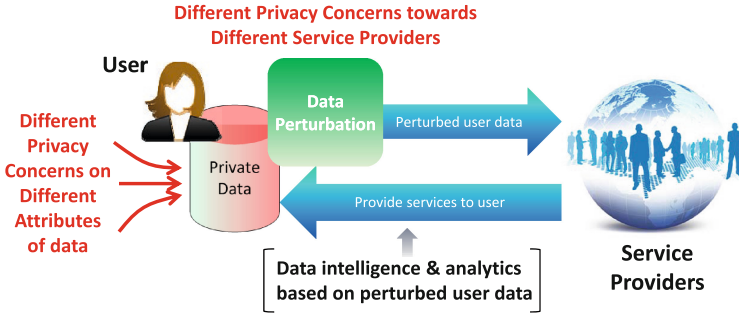 Different Privacy Concerns towards
Different Service Providers
User
Data
Perturbation
Perturbed user data
Different
Privacy
Concerns on
Different
Attributes
of data
Private
Data
Provide services to user
Data intelligence & analytics
based on perturbed user data
Service
Providers